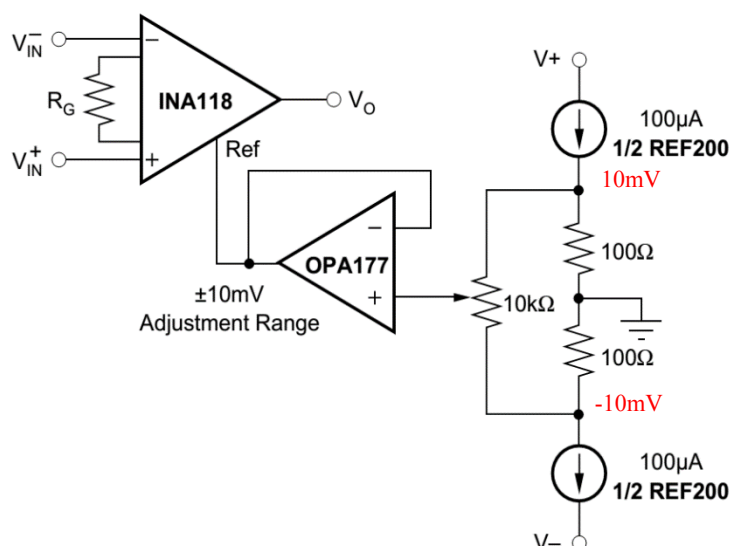 V+
V⁻IN
−
100µA
RG
INA118
VO
1/2 REF200
V⁺IN
+
Ref
10mV
−
100Ω
OPA177
±10mV
+
10kΩ
Adjustment Range
100Ω
-10mV
100µA
1/2 REF200
V−